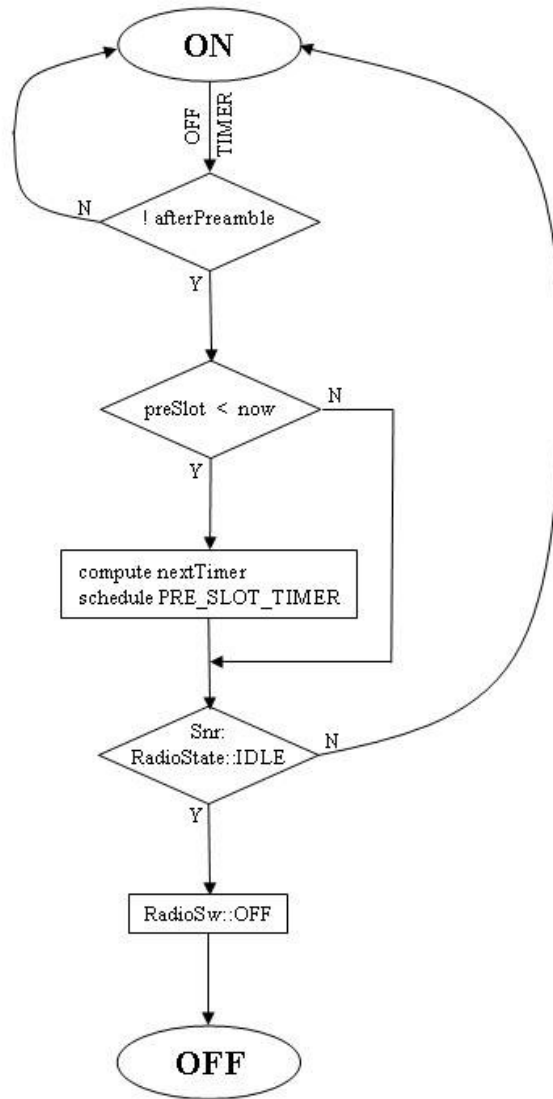 ON
OFF
TIMER
N
! afterPreamble
Y
preSlot < now
N
Y
compute nextTimer
schedule PRE_SLOT_TIMER
Snr:
RadioState::IDLE
N
Y
RadioSw::OFF
OFF